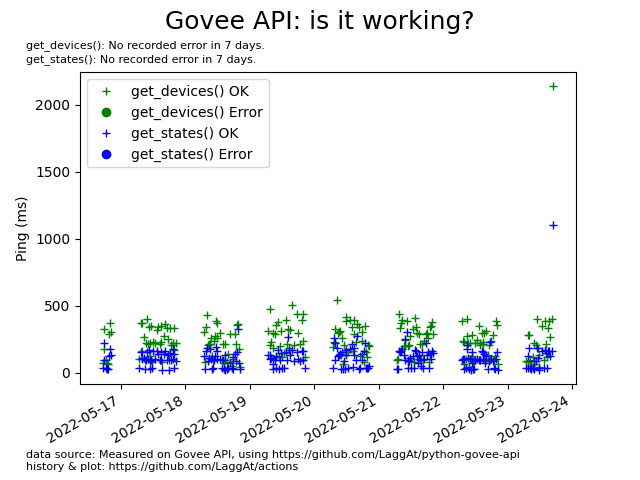 Govee API: is it working?
get_devices(): No recorded error in 7 days.
get_states(): No recorded error in 7 days.
get_devices() OK
get_devices() Error
get_states() OK
get_states() Error
Ping (ms)
2000
1500
1000
500
0
2022-05-17
2022-05-18
2022-05-19
2022-05-20
2022-05-21
2022-05-22
2022-05-23
2022-05-24
data source: Measured on Govee API, using https://github.com/LaggAt/python-govee-api
history & plot: https://github.com/LaggAt/actions